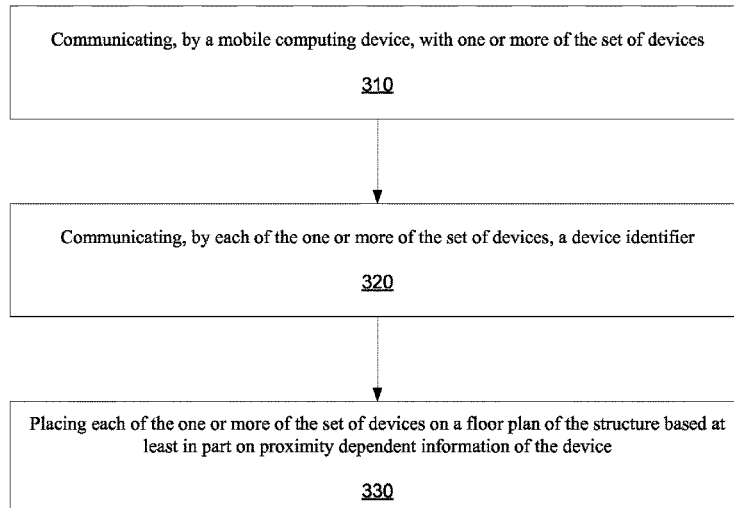 Communicating, by a mobile computing device, with one or more of the set of devices
310
Communicating, by each of the one or more of the set of devices, a device identifier
320
Placing each of the one or more of the set of devices on a floor plan of the structure based at
least in part on proximity dependent information of the device
330